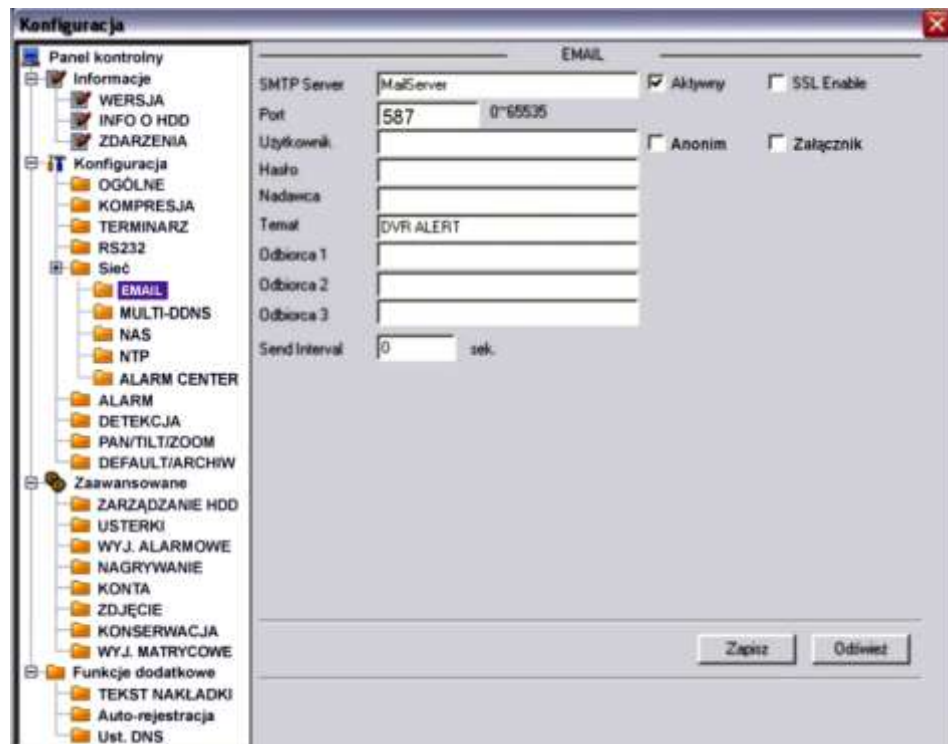 Konfiguracja
Panel kontrolny
Informacje
WERSJA
INFO O HDD
ZDARZENIA
Konfiguracja
OGÓLNE
KOMPRESJA
TERMINARZ
RS232
Sieć
EMAIL
MULTI-DDNS
NAS
NTP
ALARM CENTER
ALARM
DETEKCJA
PAN/TILT/ZOOM
DEFAULT/ARCHIW
Zaawansowane
ZARZĄDZANIE HDD
USTERKI
WYJ. ALARMOWE
NAGRYWANIE
KONTA
ZDJĘCIE
KONSERWACJA
WYJ. MATRYCOWE
Funkcje dodatkowe
TEKST NAKŁADKI
Auto-rejestracja
Ust. DNS
EMAIL
SMTP Server MailServer Aktywny SSL Enable
Port 587 0~65535
Użytkownik Anonim Załącznik
Hasło
Nadawca
Temat DVR ALERT
Odbiorca 1
Odbiorca 2
Odbiorca 3
Send Interval 0 sek.
Zapisz Odśwież